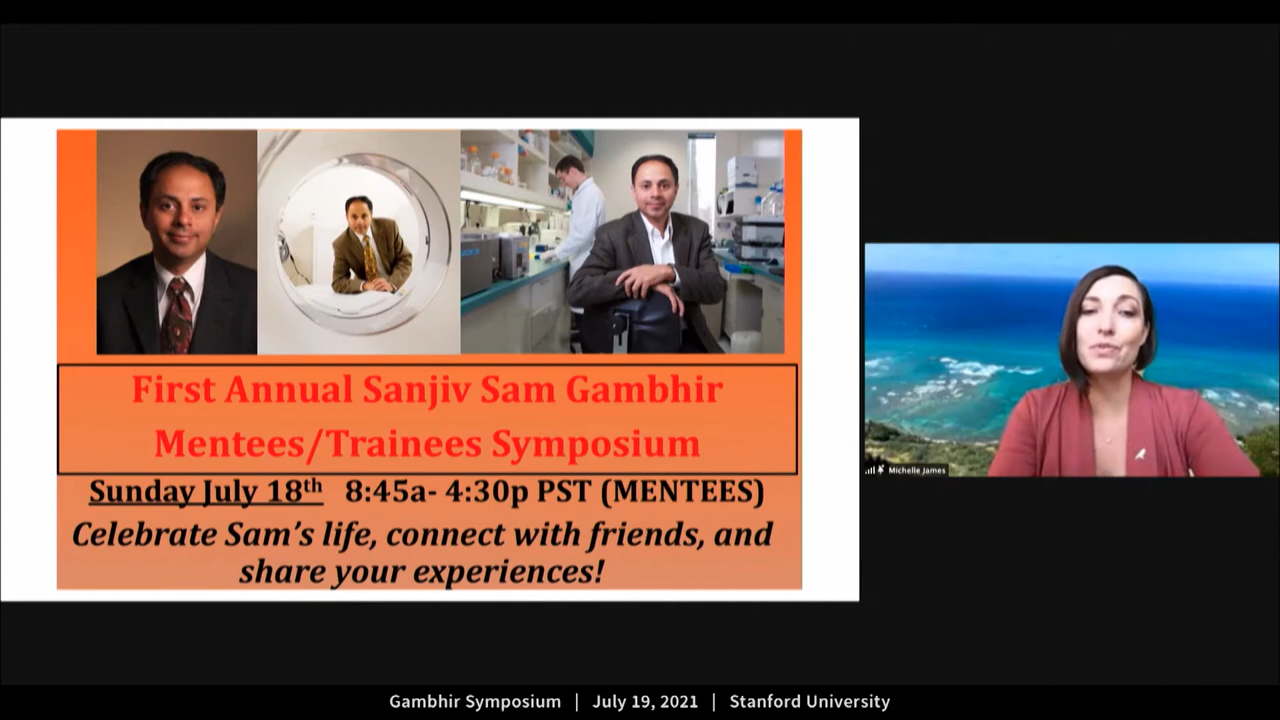 First Annual Sanjiv Sam Gambhir
Mentees/Trainees Symposium
Sunday July 18th 8:45a- 4:30p PST (MENTEES)
Celebrate Sam's life, connect with friends, and
share your experiences!
Michelle James
Gambhir Symposium | July 19, 2021 | Stanford University